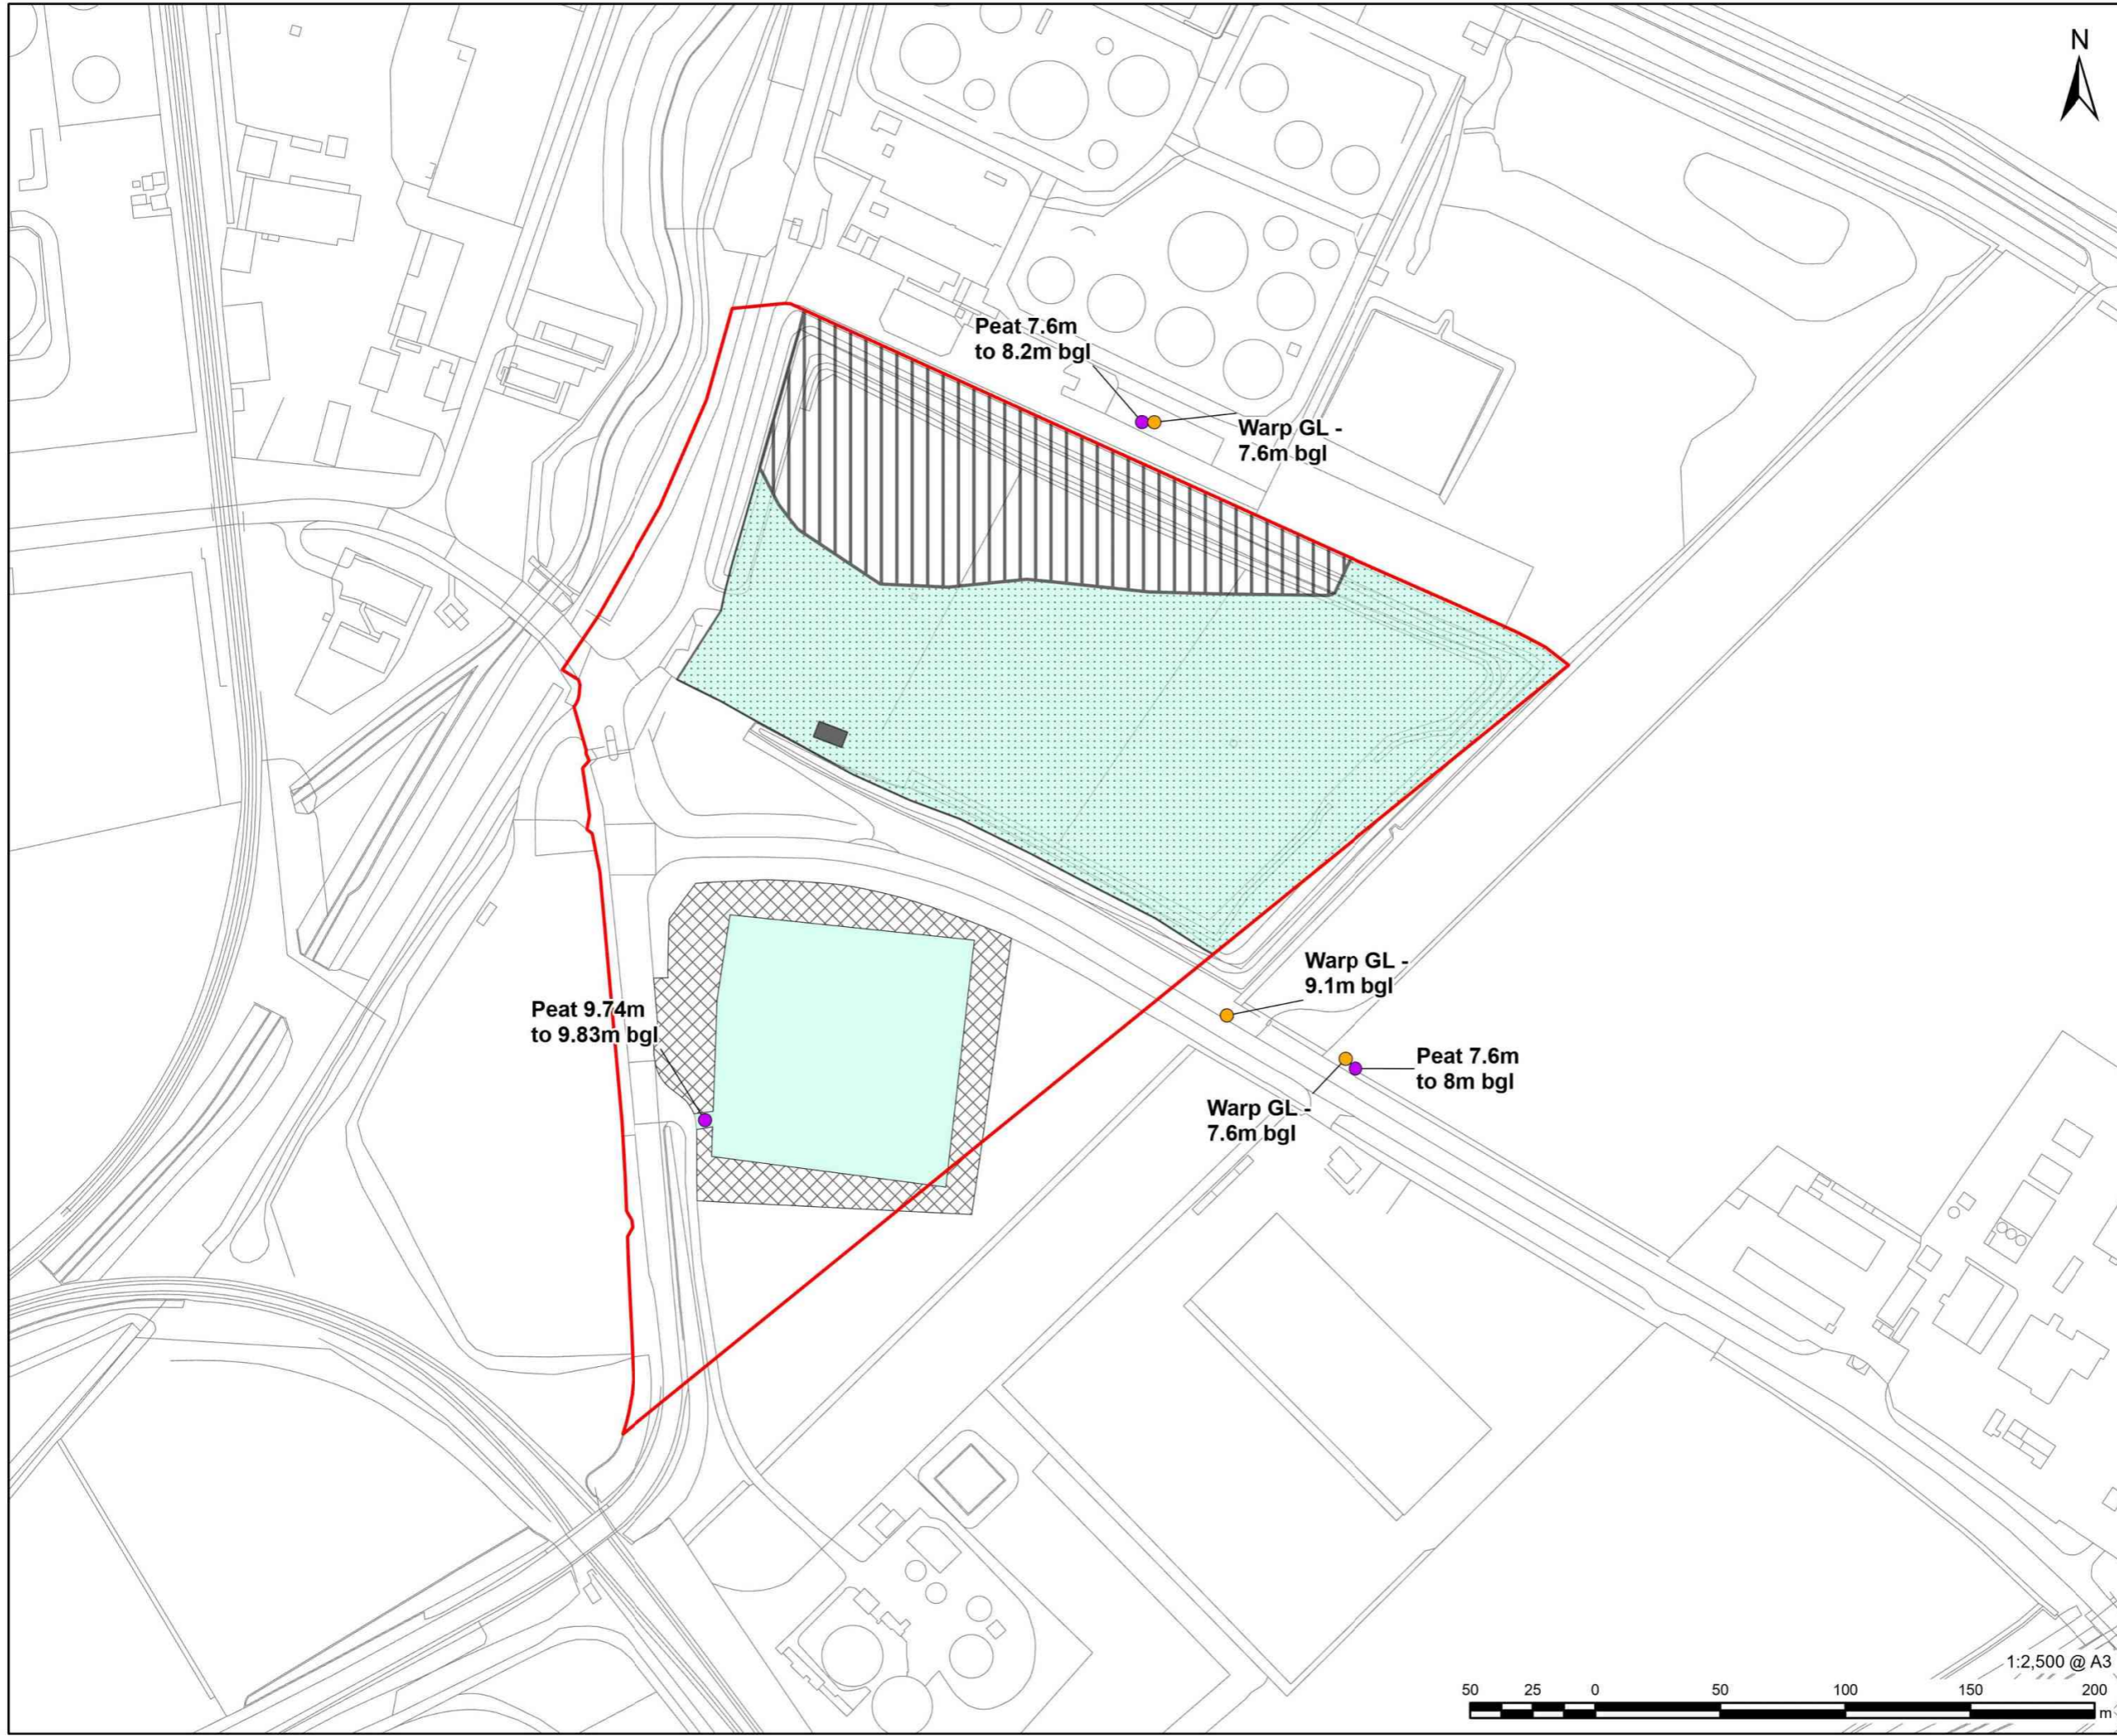 N
Peat 7.6m
to 8.2m bgl
Warp GL -
7.6m bgl
Warp GL -
9.1m bgl
Peat 9.74m
to 9.83m bgl
Peat 7.6m
to 8m bgl
Warp GL -
7.6m bgl
1:2,500 @ A3
50 25 0 50 100 150 200
m